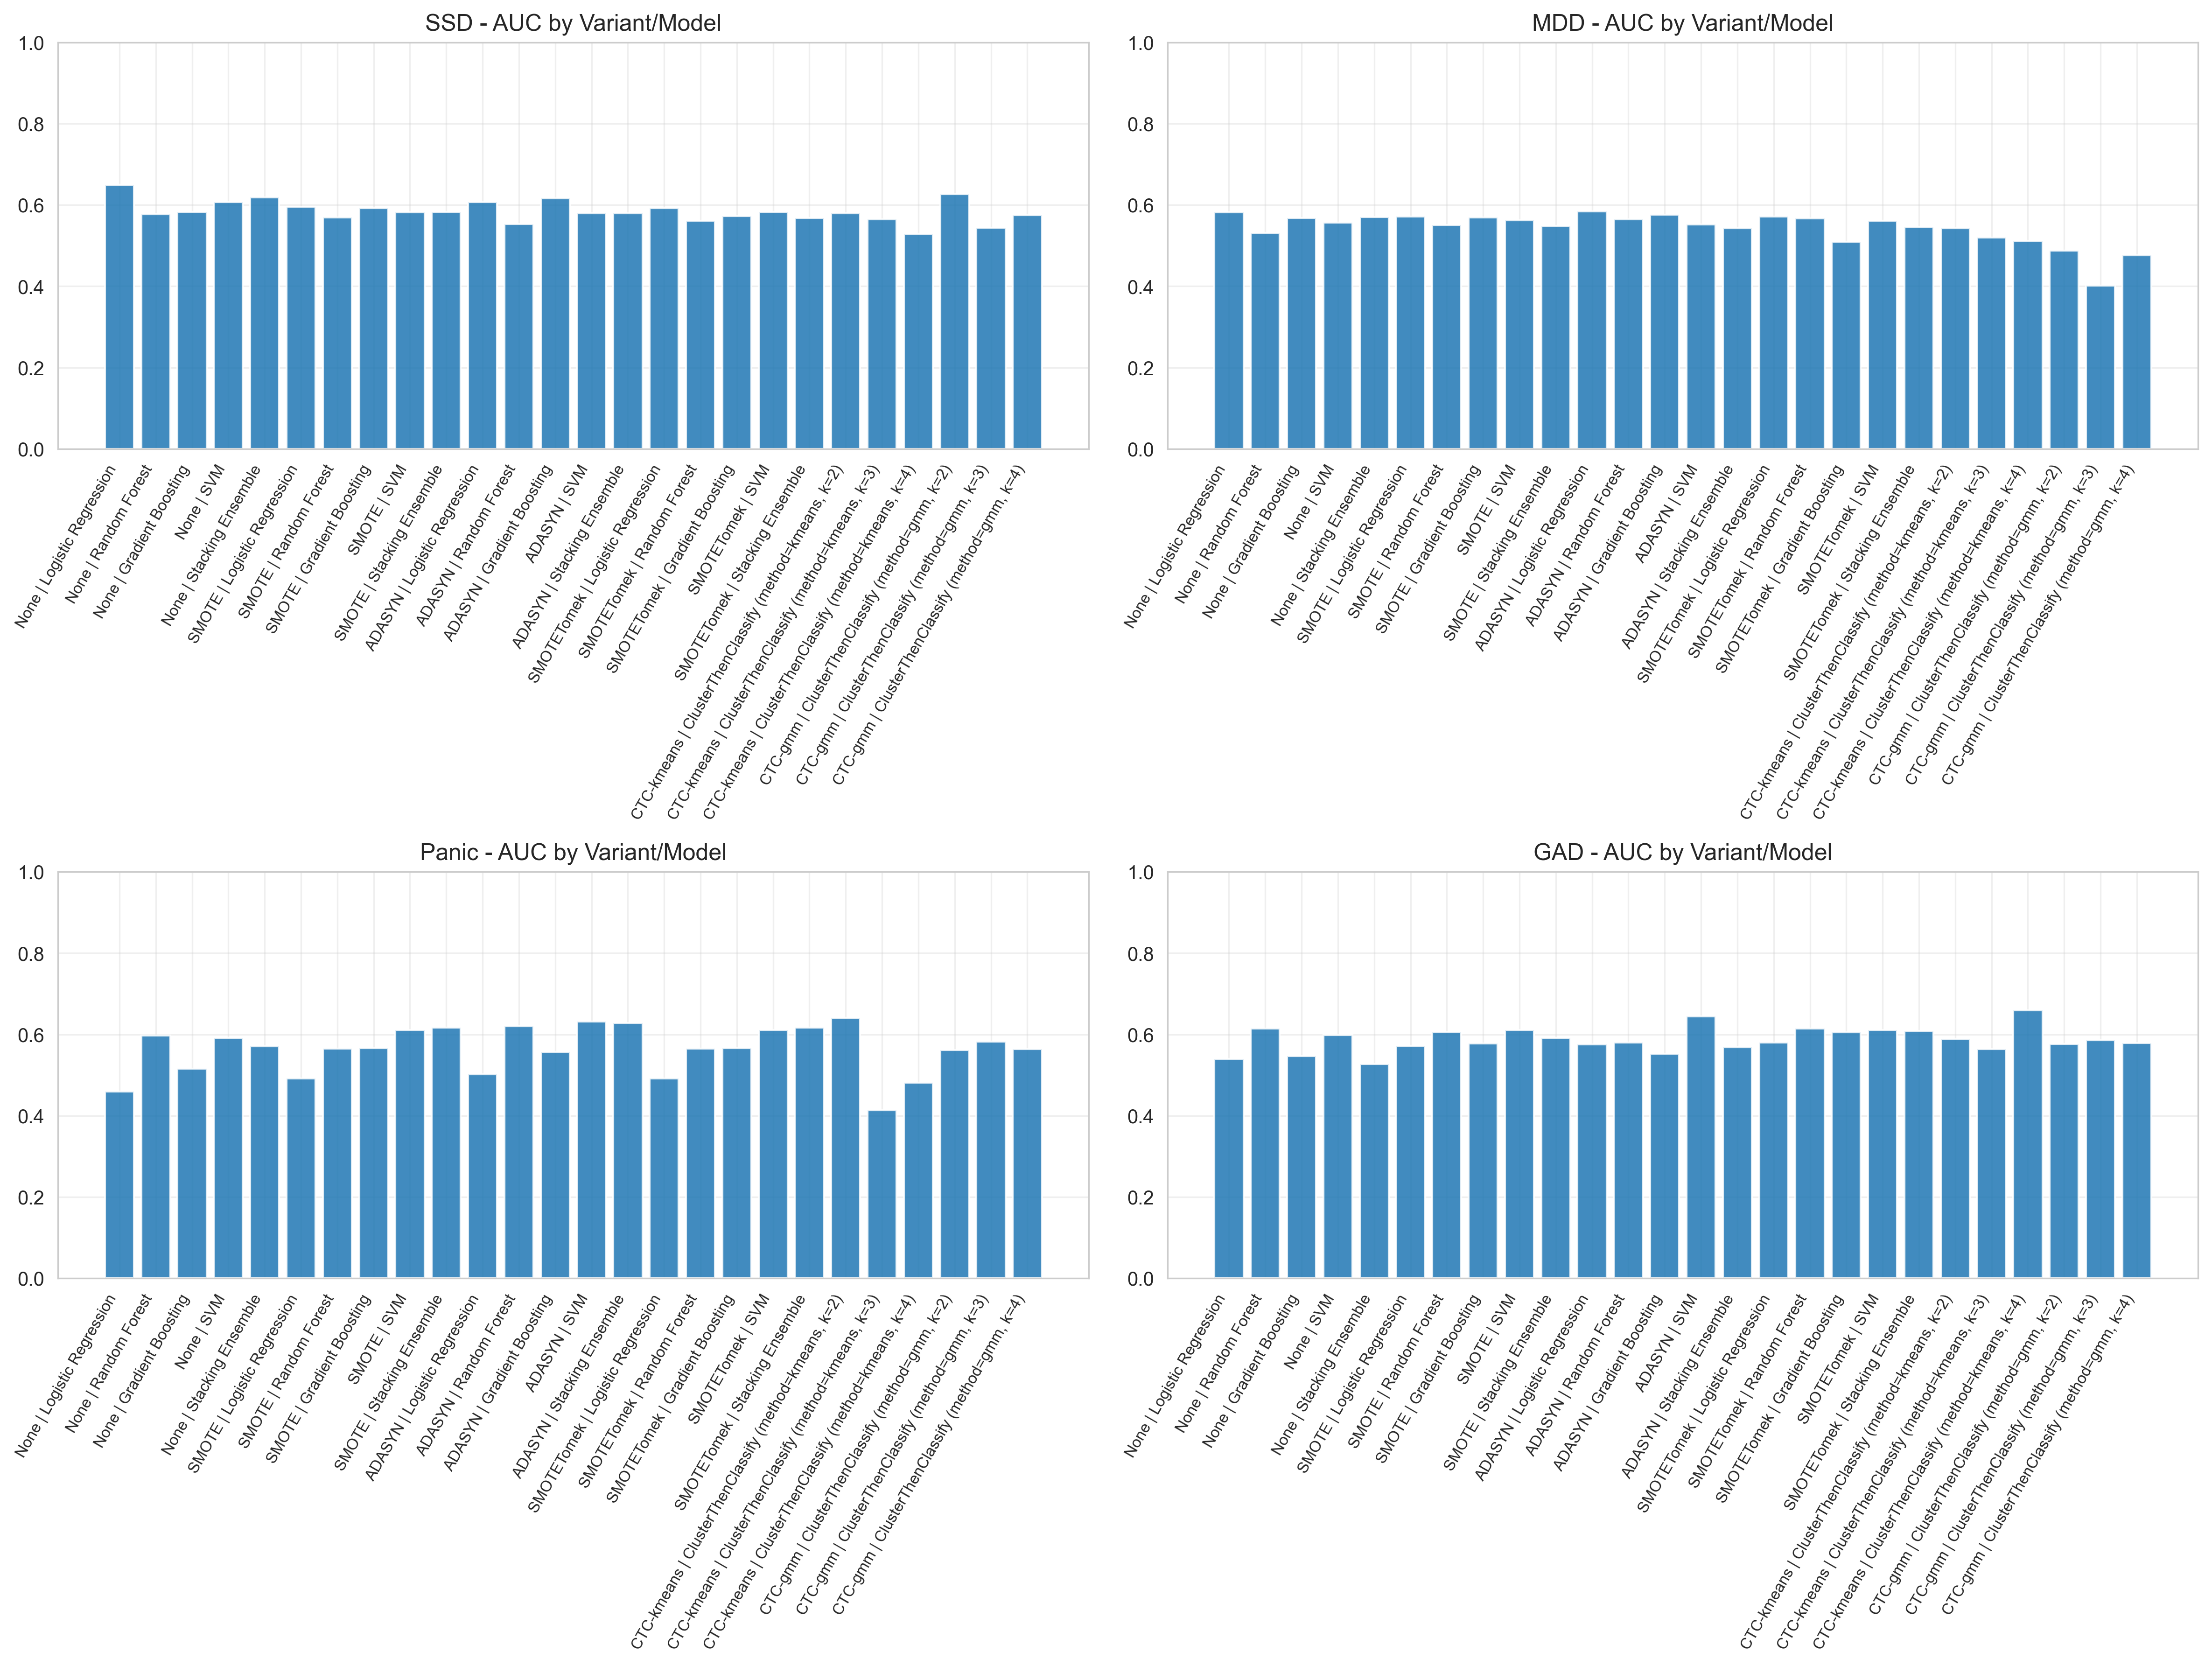 SSD - AUC by Variant/Model
1.0
0.8
0.6
0.4
0.2
0.0
None | Logistic Regression
None | Random Forest
None | Gradient Boosting
None | SVM
None | Stacking Ensemble
SMOTE | Logistic Regression
SMOTE | Random Forest
SMOTE | Gradient Boosting
SMOTE | SVM
SMOTE | Stacking Ensemble
ADASYN | Logistic Regression
ADASYN | Random Forest
ADASYN | Gradient Boosting
ADASYN | SVM
ADASYN | Stacking Ensemble
SMOTETomek | Logistic Regression
SMOTETomek | Random Forest
SMOTETomek | Gradient Boosting
SMOTETomek | SVM
SMOTETomek | Stacking Ensemble
CTC-kmeans | ClusterThenClassify (method=kmeans, k=2)
CTC-kmeans | ClusterThenClassify (method=kmeans, k=3)
CTC-kmeans | ClusterThenClassify (method=kmeans, k=4)
CTC-gmm | ClusterThenClassify (method=gmm, k=2)
CTC-gmm | ClusterThenClassify (method=gmm, k=3)
CTC-gmm | ClusterThenClassify (method=gmm, k=4)
MDD - AUC by Variant/Model
1.0
0.8
0.6
0.4
0.2
0.0
None | Logistic Regression
None | Random Forest
None | Gradient Boosting
None | SVM
None | Stacking Ensemble
SMOTE | Logistic Regression
SMOTE | Random Forest
SMOTE | Gradient Boosting
SMOTE | SVM
SMOTE | Stacking Ensemble
ADASYN | Logistic Regression
ADASYN | Random Forest
ADASYN | Gradient Boosting
ADASYN | SVM
ADASYN | Stacking Ensemble
SMOTETomek | Logistic Regression
SMOTETomek | Random Forest
SMOTETomek | Gradient Boosting
SMOTETomek | SVM
SMOTETomek | Stacking Ensemble
CTC-kmeans | ClusterThenClassify (method=kmeans, k=2)
CTC-kmeans | ClusterThenClassify (method=kmeans, k=3)
CTC-kmeans | ClusterThenClassify (method=kmeans, k=4)
CTC-gmm | ClusterThenClassify (method=gmm, k=2)
CTC-gmm | ClusterThenClassify (method=gmm, k=3)
CTC-gmm | ClusterThenClassify (method=gmm, k=4)
Panic - AUC by Variant/Model
1.0
0.8
0.6
0.4
0.2
0.0
None | Logistic Regression
None | Random Forest
None | Gradient Boosting
None | SVM
None | Stacking Ensemble
SMOTE | Logistic Regression
SMOTE | Random Forest
SMOTE | Gradient Boosting
SMOTE | SVM
SMOTE | Stacking Ensemble
ADASYN | Logistic Regression
ADASYN | Random Forest
ADASYN | Gradient Boosting
ADASYN | SVM
ADASYN | Stacking Ensemble
SMOTETomek | Logistic Regression
SMOTETomek | Random Forest
SMOTETomek | Gradient Boosting
SMOTETomek | SVM
SMOTETomek | Stacking Ensemble
CTC-kmeans | ClusterThenClassify (method=kmeans, k=2)
CTC-kmeans | ClusterThenClassify (method=kmeans, k=3)
CTC-kmeans | ClusterThenClassify (method=kmeans, k=4)
CTC-gmm | ClusterThenClassify (method=gmm, k=2)
CTC-gmm | ClusterThenClassify (method=gmm, k=3)
CTC-gmm | ClusterThenClassify (method=gmm, k=4)
GAD - AUC by Variant/Model
1.0
0.8
0.6
0.4
0.2
0.0
None | Logistic Regression
None | Random Forest
None | Gradient Boosting
None | SVM
None | Stacking Ensemble
SMOTE | Logistic Regression
SMOTE | Random Forest
SMOTE | Gradient Boosting
SMOTE | SVM
SMOTE | Stacking Ensemble
ADASYN | Logistic Regression
ADASYN | Random Forest
ADASYN | Gradient Boosting
ADASYN | SVM
ADASYN | Stacking Ensemble
SMOTETomek | Logistic Regression
SMOTETomek | Random Forest
SMOTETomek | Gradient Boosting
SMOTETomek | SVM
SMOTETomek | Stacking Ensemble
CTC-kmeans | ClusterThenClassify (method=kmeans, k=2)
CTC-kmeans | ClusterThenClassify (method=kmeans, k=3)
CTC-kmeans | ClusterThenClassify (method=kmeans, k=4)
CTC-gmm | ClusterThenClassify (method=gmm, k=2)
CTC-gmm | ClusterThenClassify (method=gmm, k=3)
CTC-gmm | ClusterThenClassify (method=gmm, k=4)